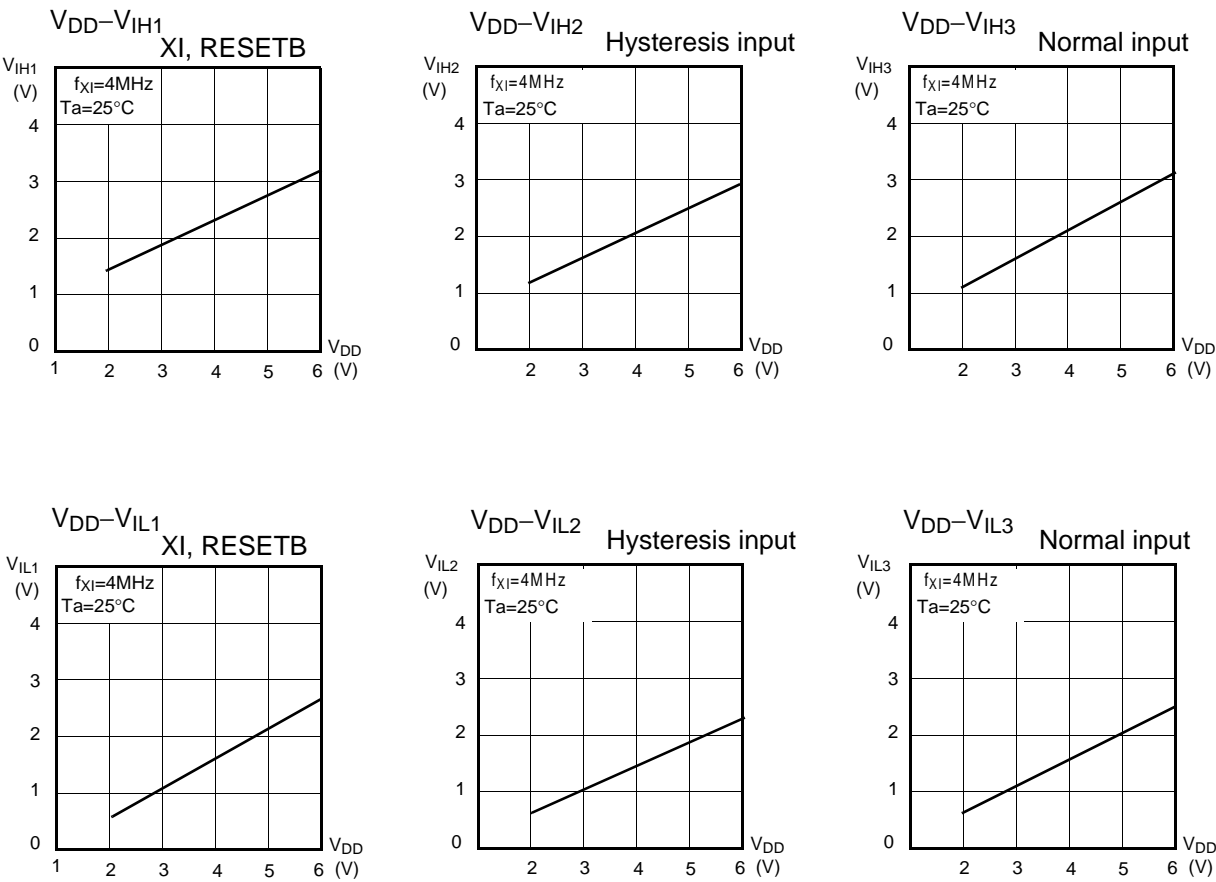 VDD–VIH1
XI, RESETB
VIH1
(V)
fXI=4MHz
Ta=25°C
4
3
2
1
0
1 2 3 4 5 6
VDD
(V)
VDD–VIH2
Hysteresis input
VIH2
(V)
fXI=4MHz
Ta=25°C
4
3
2
1
0
2 3 4 5 6
VDD
(V)
VDD–VIH3
Normal input
VIH3
(V)
fXI=4MHz
Ta=25°C
4
3
2
1
0
2 3 4 5 6
VDD
(V)
VDD–VIL1
XI, RESETB
VIL1
(V)
fXI=4MHz
Ta=25°C
4
3
2
1
0
1 2 3 4 5 6
VDD
(V)
VDD–VIL2
Hysteresis input
VIL2
(V)
fXI=4MHz
Ta=25°C
4
3
2
1
0
2 3 4 5 6
VDD
(V)
VDD–VIL3
Normal input
VIL3
(V)
fXI=4MHz
Ta=25°C
4
3
2
1
0
2 3 4 5 6
VDD
(V)